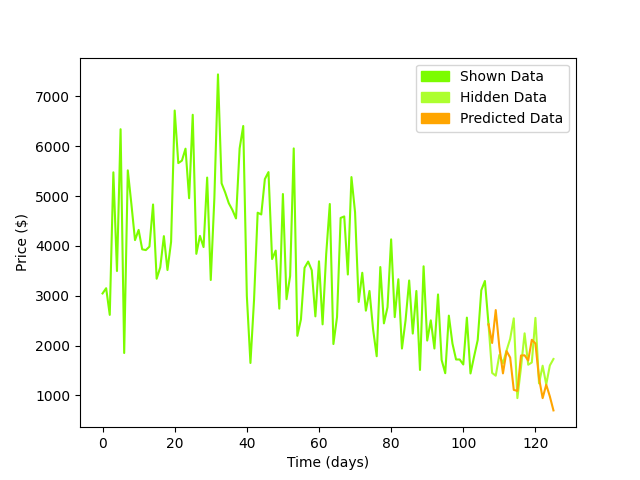 Shown Data
Hidden Data
Predicted Data
7000
6000
5000
4000
3000
2000
1000
Price ($)
0 20 40 60 80 100 120
Time (days)